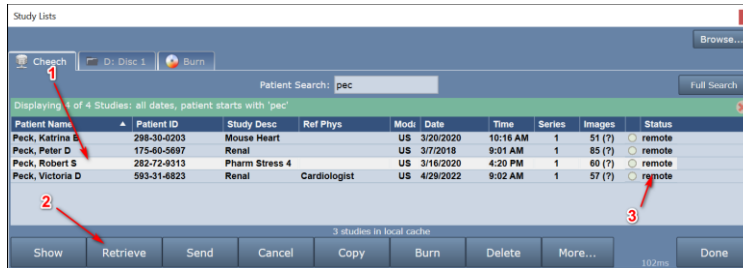 Study Lists
Browse...
Cheech D: Disc 1 Burn
1
Patient Search: pec Full Search
Displaying 4 of 4 Studies: all dates, patient starts with 'pec'
Patient Name Patient ID Study Desc Ref Phys Moda Date Time Series Images Status
Peck, Katrina B 298-30-0203 Mouse Heart US 3/20/2020 10:16 AM 1 51 (?) remote
Peck, Peter D 175-60-5697 Renal US 3/7/2018 9:01 AM 1 85 (?) remote
Peck, Robert S 282-72-9313 Pharm Stress 4 US 3/16/2020 4:20 PM 1 60 (?) remote
Peck, Victoria D 593-31-6823 Renal Cardiologist US 4/29/2022 9:02 AM 1 57 (?) remote
2
3
3 studies in local cache
Show Retrieve Send Cancel Copy Burn Delete More... 102ms Done